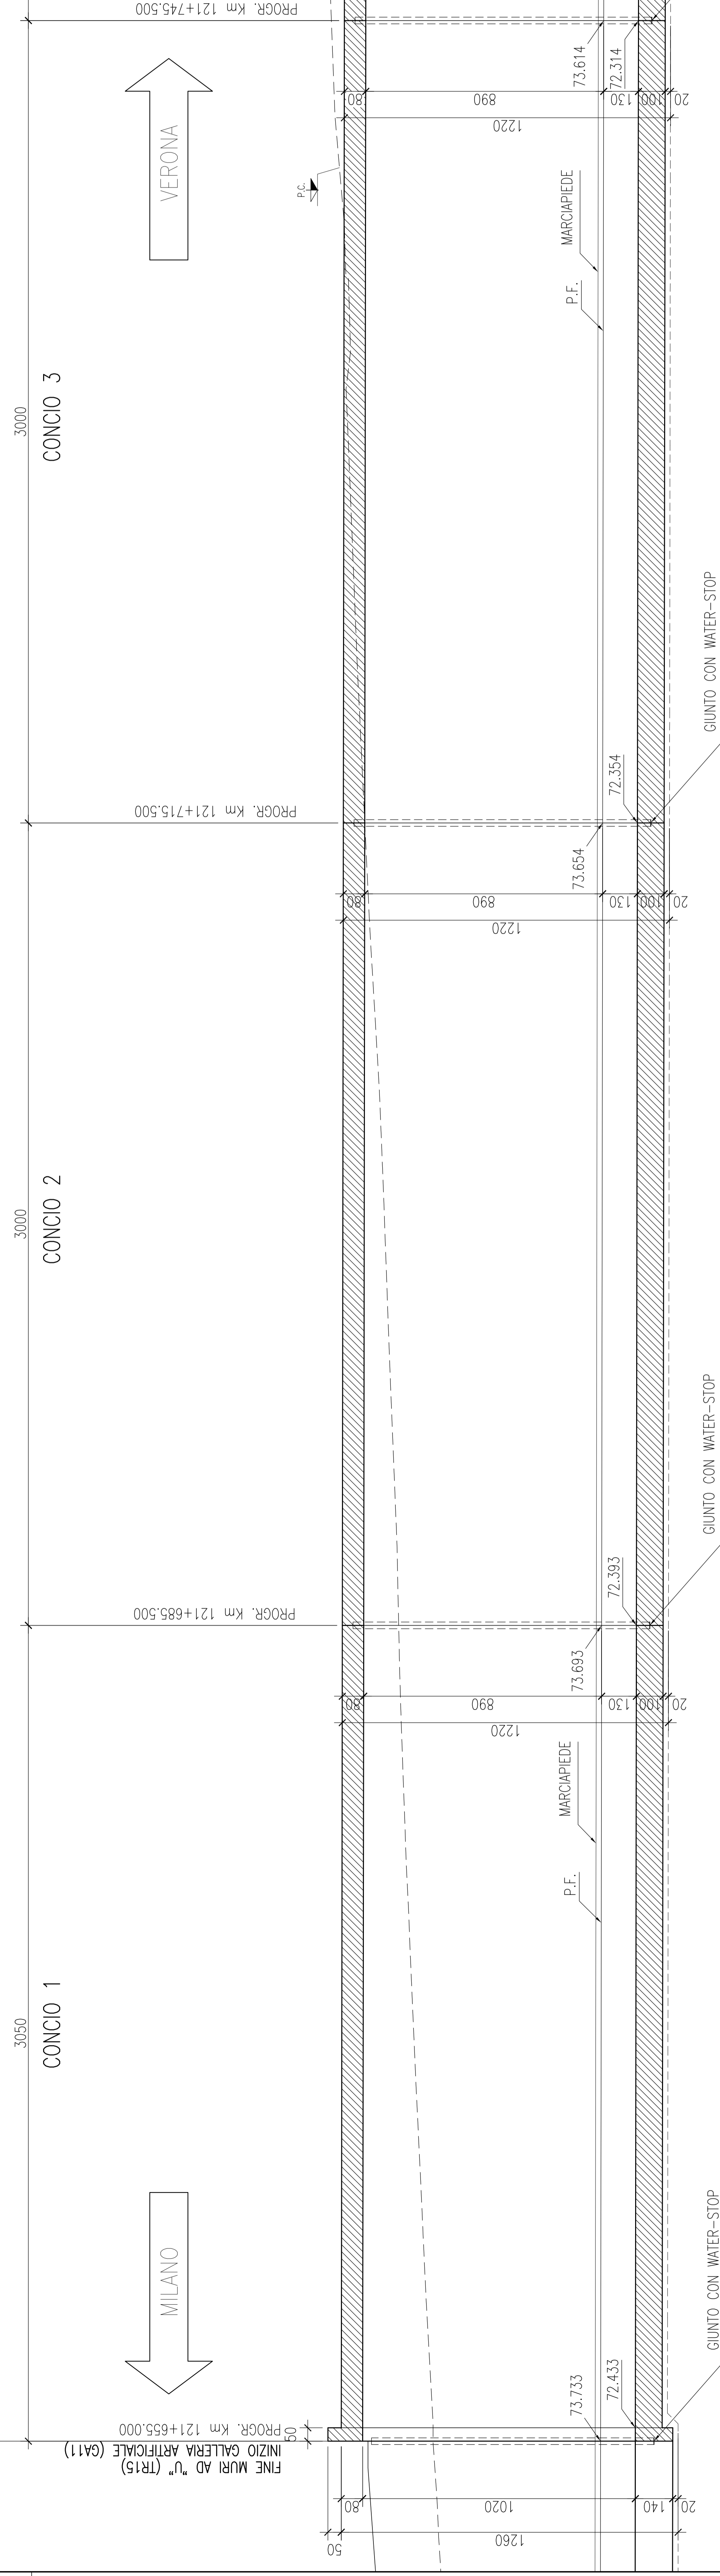 PROGR. Km 121+745.500
VERONA
P.C.
73.614
72.314
80
890
130
100
20
1220
MARCIAPIEDE
P.F.
3000
CONCIO 3
GIUNTO CON WATER-STOP
PROGR. Km 121+715.500
72.354
73.654
80
890
130
100
20
1220
3000
CONCIO 2
GIUNTO CON WATER-STOP
PROGR. Km 121+685.500
72.393
73.693
80
890
130
100
20
1220
MARCIAPIEDE
P.F.
3050
CONCIO 1
MILANO
GIUNTO CON WATER-STOP
73.733
72.433
PROGR. Km 121+655.000
50
FINE MURI AD "U" (TR15)
INIZIO GALLERIA ARTIFICIALE (GA11)
80
1020
140
20
1260
50